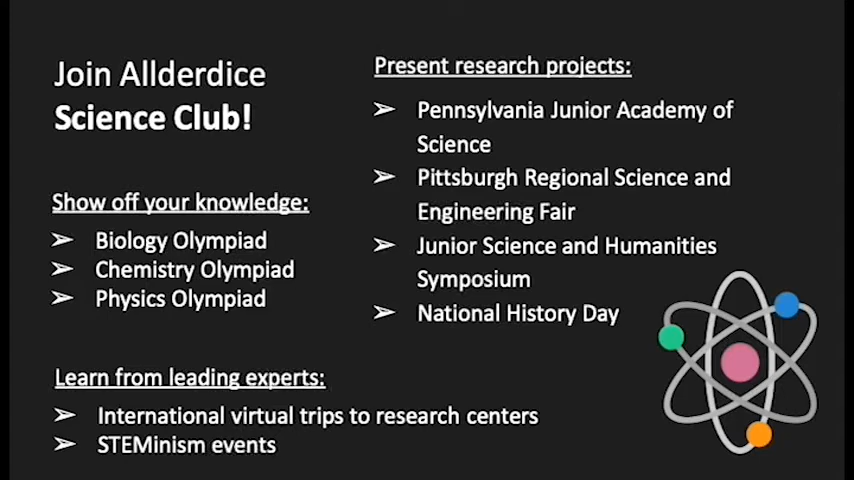 Join Allderdice
Science Club!
Show off your knowledge:
➢ Biology Olympiad
➢ Chemistry Olympiad
➢ Physics Olympiad
Learn from leading experts:
➢ International virtual trips to research centers
➢ STEMinism events
Present research projects:
➢ Pennsylvania Junior Academy of
Science
➢ Pittsburgh Regional Science and
Engineering Fair
➢ Junior Science and Humanities
Symposium
➢ National History Day